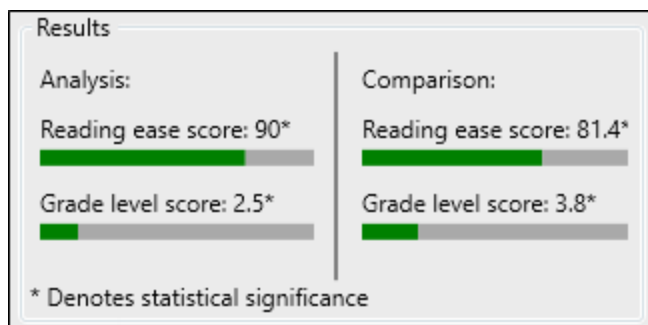 Results
Analysis:
Reading ease score: 90*
Grade level score: 2.5*
Comparison:
Reading ease score: 81.4*
Grade level score: 3.8*
* Denotes statistical significance